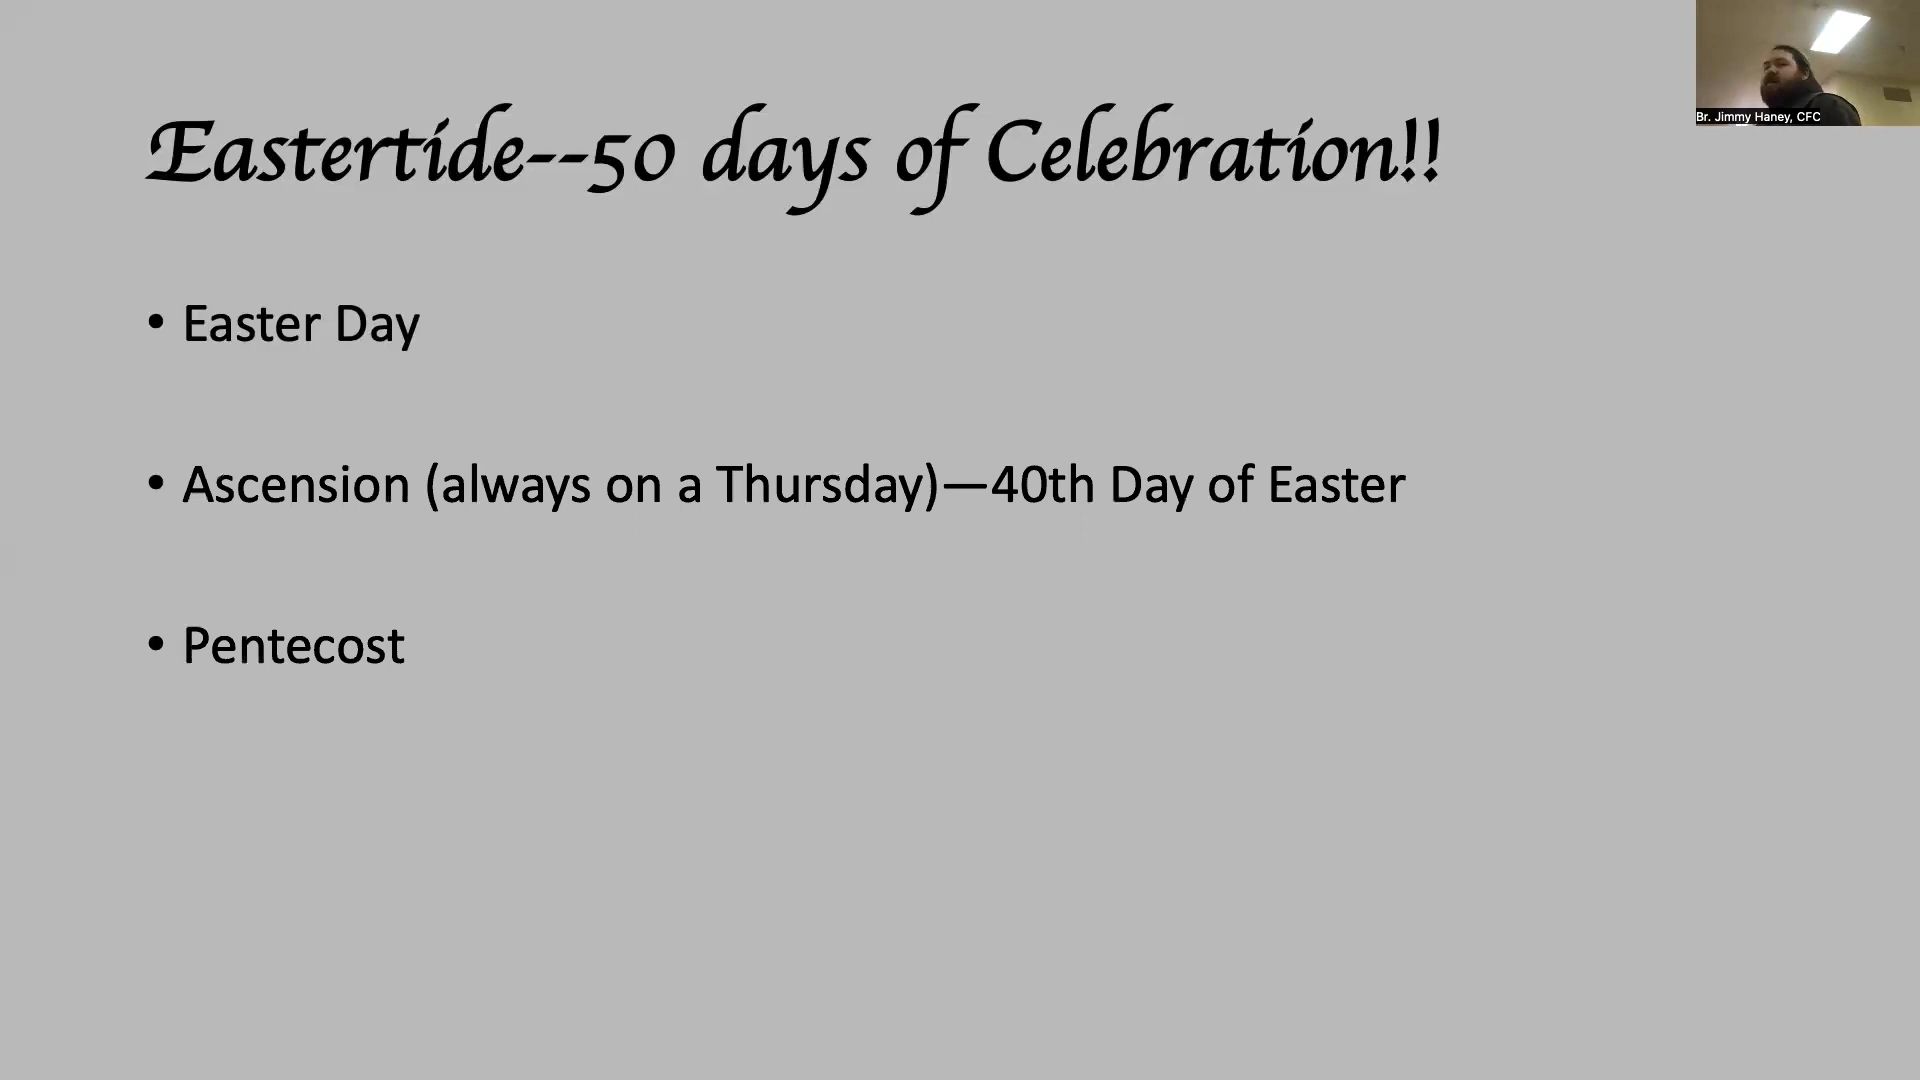 Eastertide--50 days of Celebration!!
Br. Jimmy Haney, CFC
• Easter Day
• Ascension (always on a Thursday)—40th Day of Easter
• Pentecost